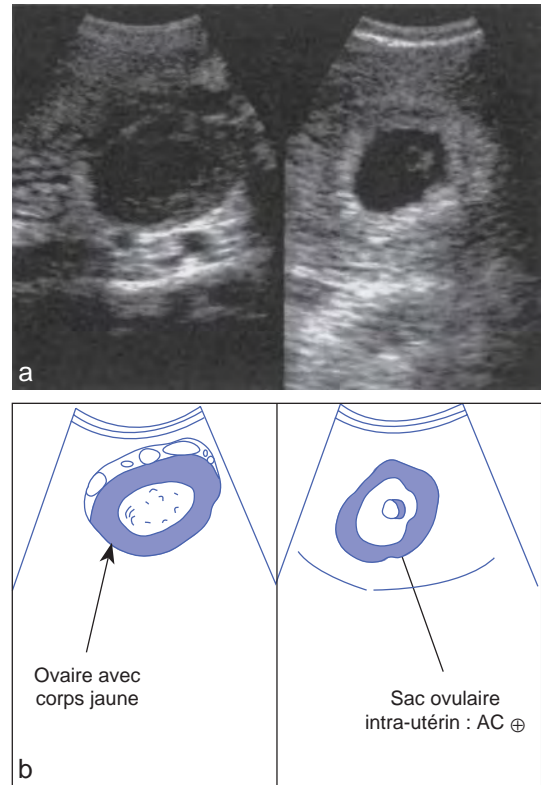 a
Ovaire avec
corps jaune
Sac ovulaire
intra-utérin : AC ⊕
b